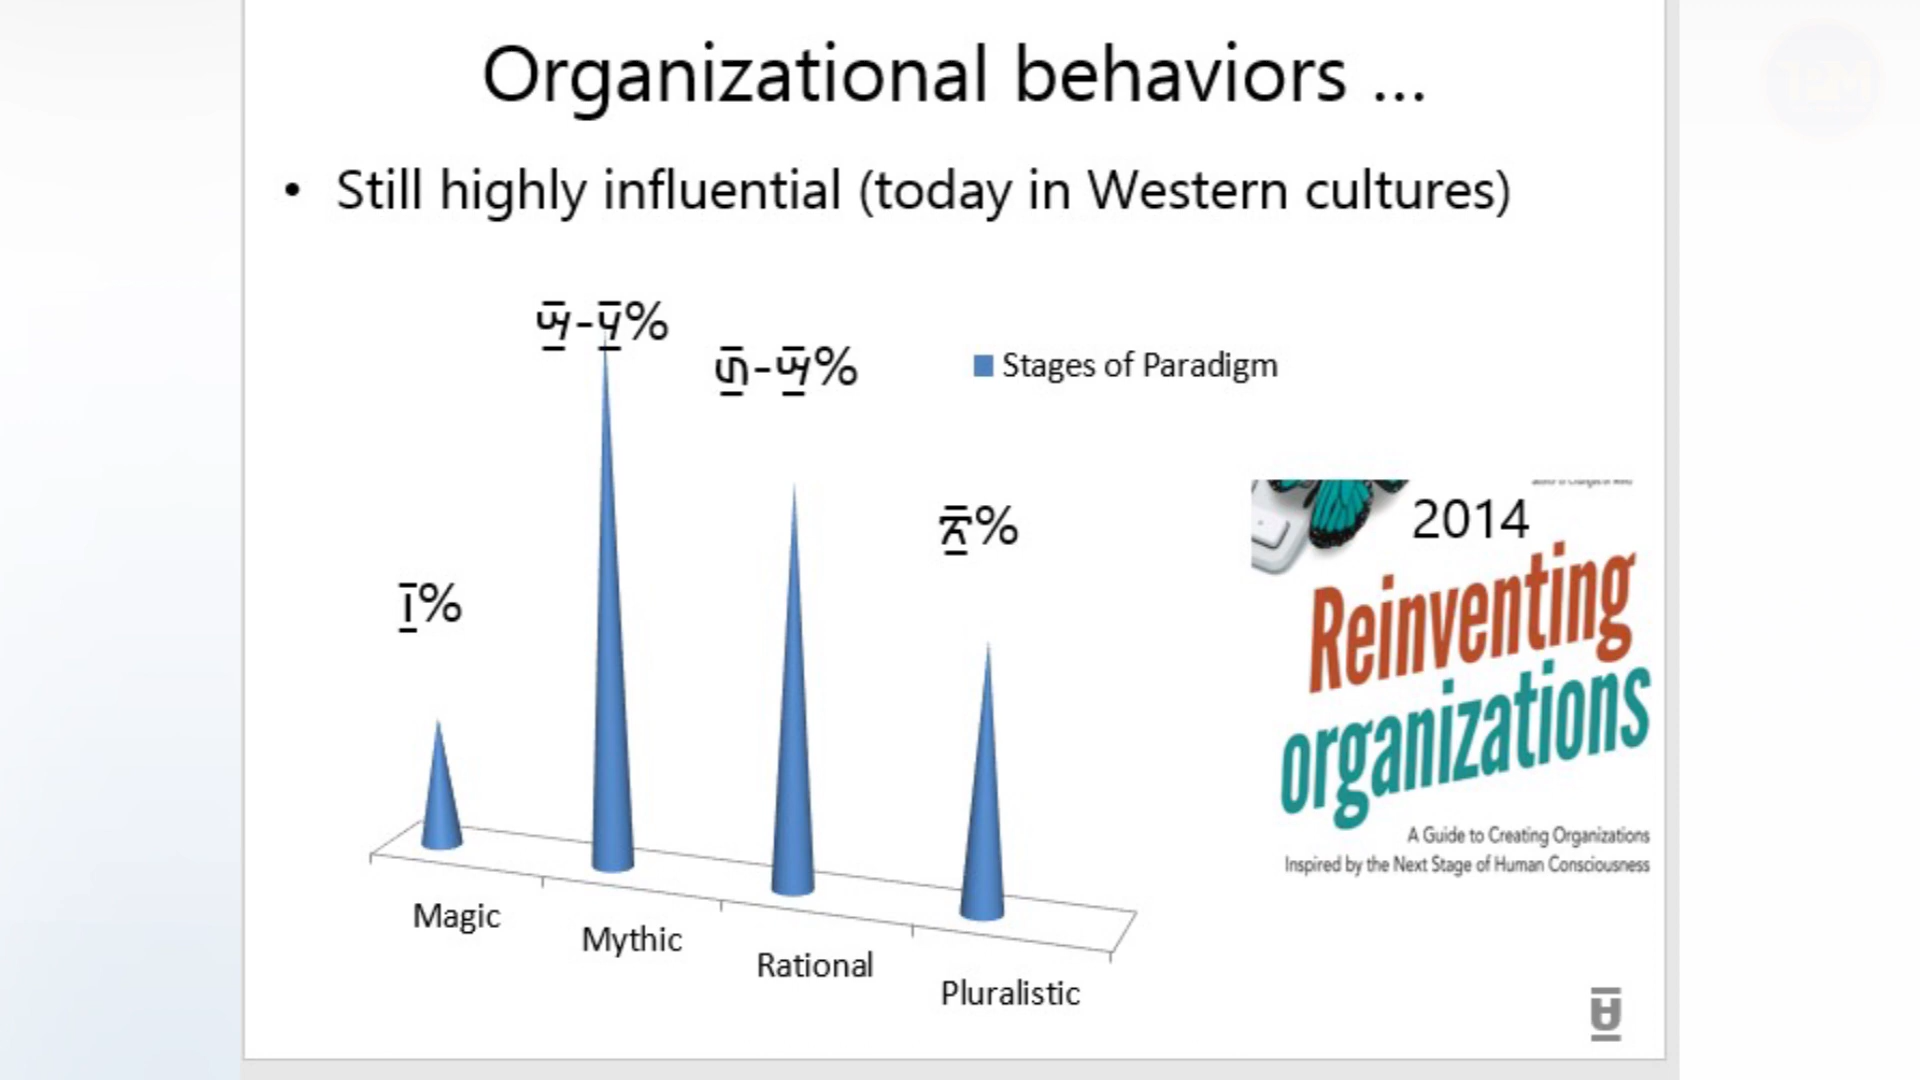 Organizational behaviors ...
• Still highly influential (today in Western cultures)
Stages of Paradigm
2014
Reinventing
organizations
A Guide to Creating Organizations
Inspired by the Next Stage of Human Consciousness
Magic
Mythic
Rational
Pluralistic